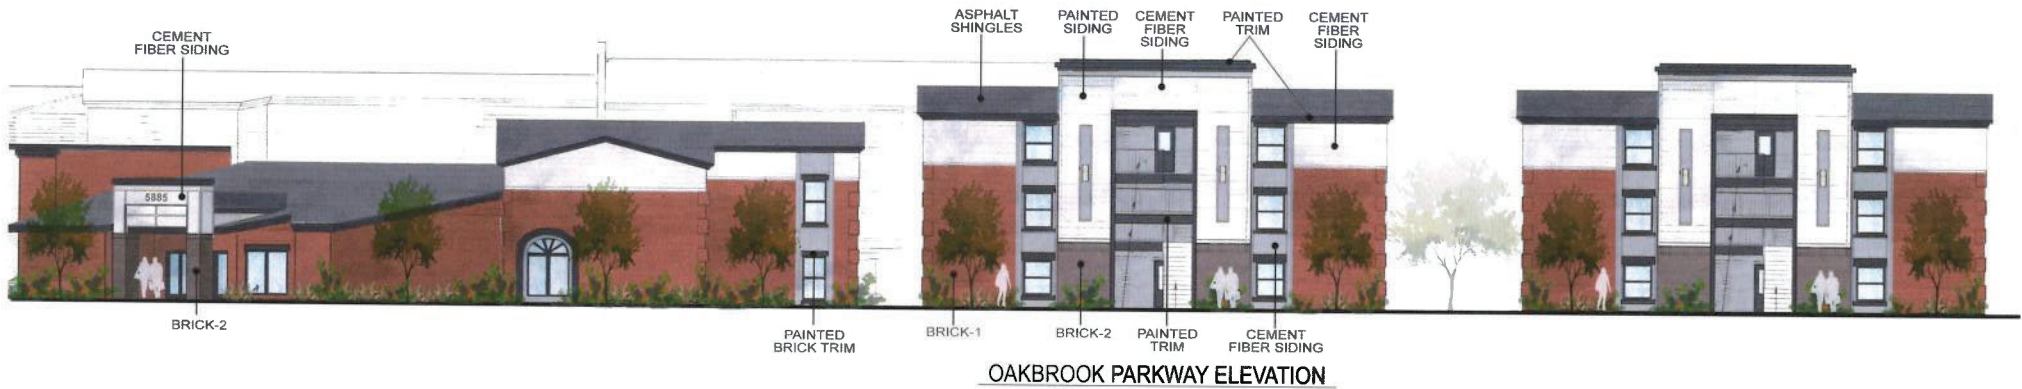 ASPHALT
SHINGLES
PAINTED
SIDING
CEMENT
FIBER
SIDING
PAINTED
TRIM
CEMENT
FIBER
SIDING
CEMENT
FIBER SIDING
5885
BRICK-2
PAINTED
BRICK TRIM
BRICK-1
BRICK-2
PAINTED
TRIM
CEMENT
FIBER SIDING
OAKBROOK PARKWAY ELEVATION